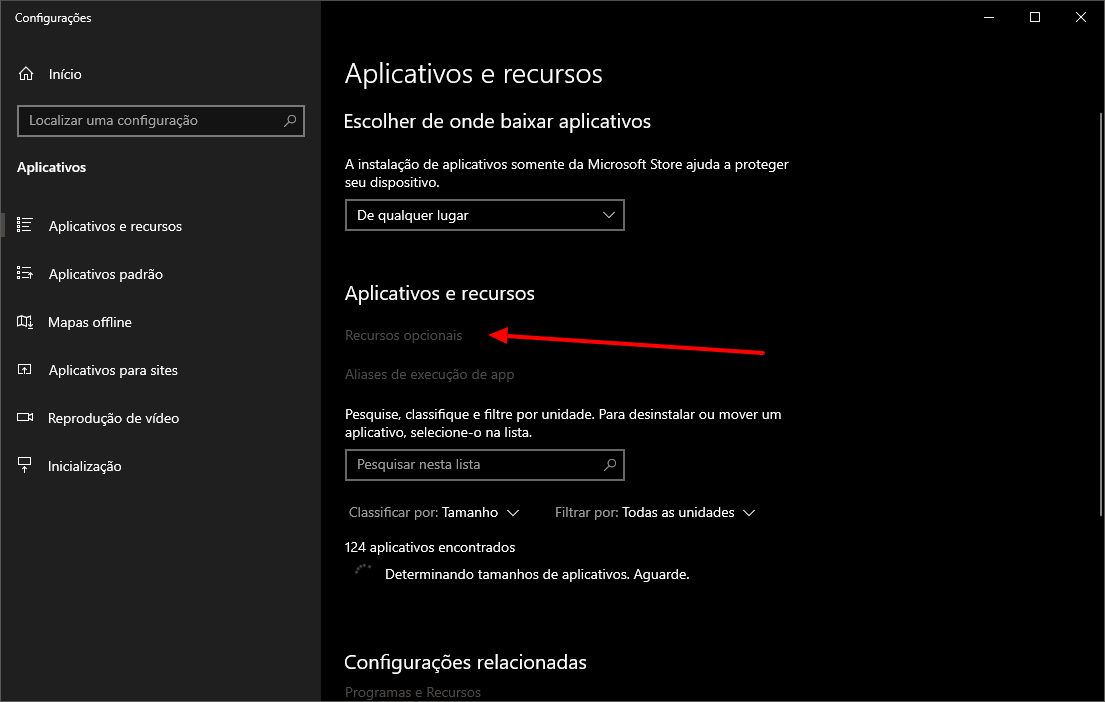 Configurações
Início
Localizar uma configuração
Aplicativos
Aplicativos e recursos
Aplicativos padrão
Mapas offline
Aplicativos para sites
Reprodução de vídeo
Inicialização
Aplicativos e recursos
Escolher de onde baixar aplicativos
A instalação de aplicativos somente da Microsoft Store ajuda a proteger
seu dispositivo.
De qualquer lugar
Aplicativos e recursos
Recursos opcionais
Aliases de execução de app
Pesquise, classifique e filtre por unidade. Para desinstalar ou mover um
aplicativo, selecione-o na lista.
Pesquisar nesta lista
Classificar por: Tamanho Filtrar por: Todas as unidades
124 aplicativos encontrados
Determinando tamanhos de aplicativos. Aguarde.
Configurações relacionadas
Programas e Recursos